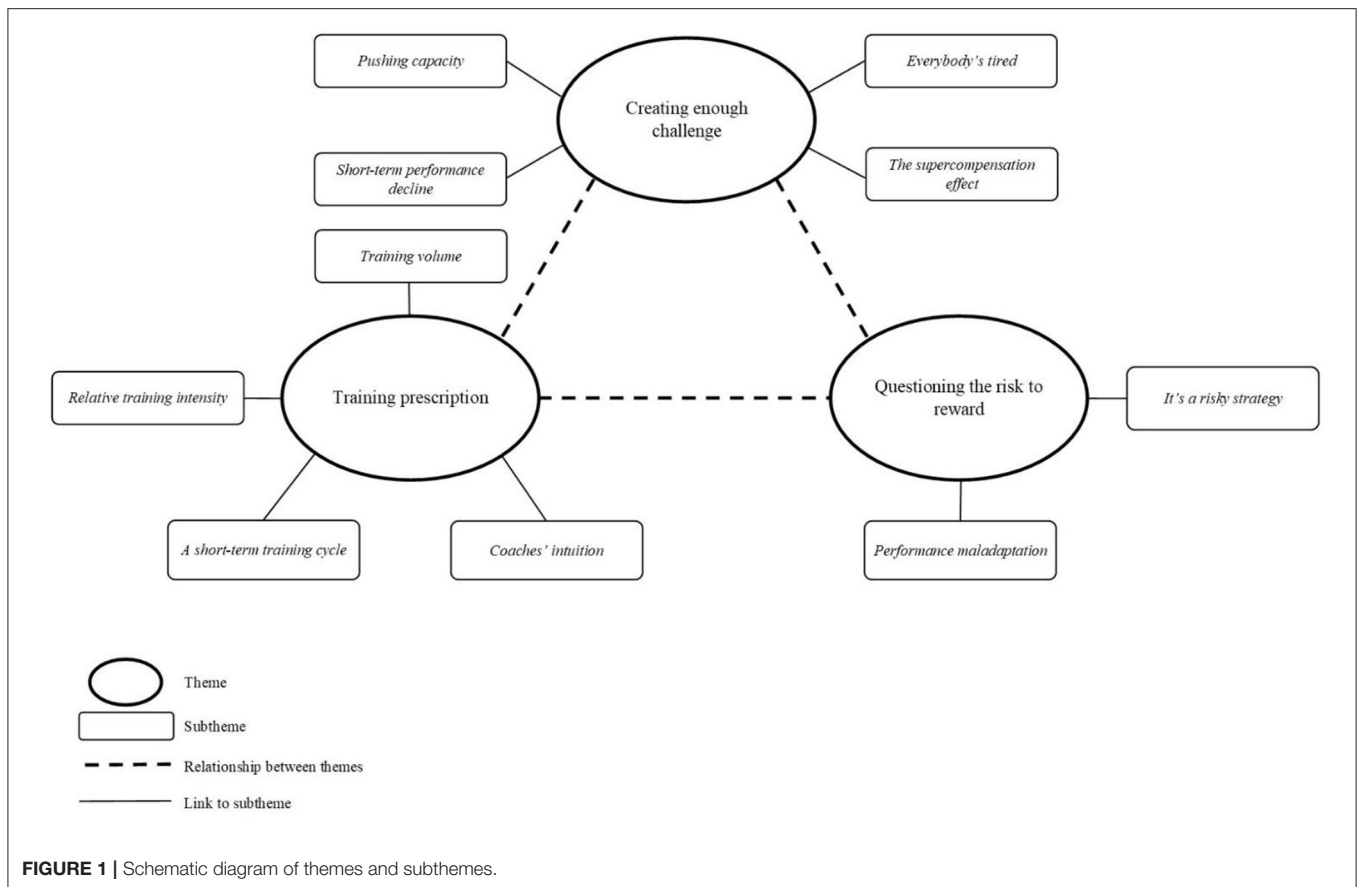 Pushing capacity
Everybody's tired
Creating enough
challenge
Short-term performance
decline
The supercompensation
effect
Training volume
Relative training intensity
Training prescription
Questioning the risk to
reward
It's a risky strategy
A short-term training cycle
Coaches' intuition
Performance maladaptation
Theme
Subtheme
Relationship between themes
Link to subtheme
FIGURE 1 | Schematic diagram of themes and subthemes.